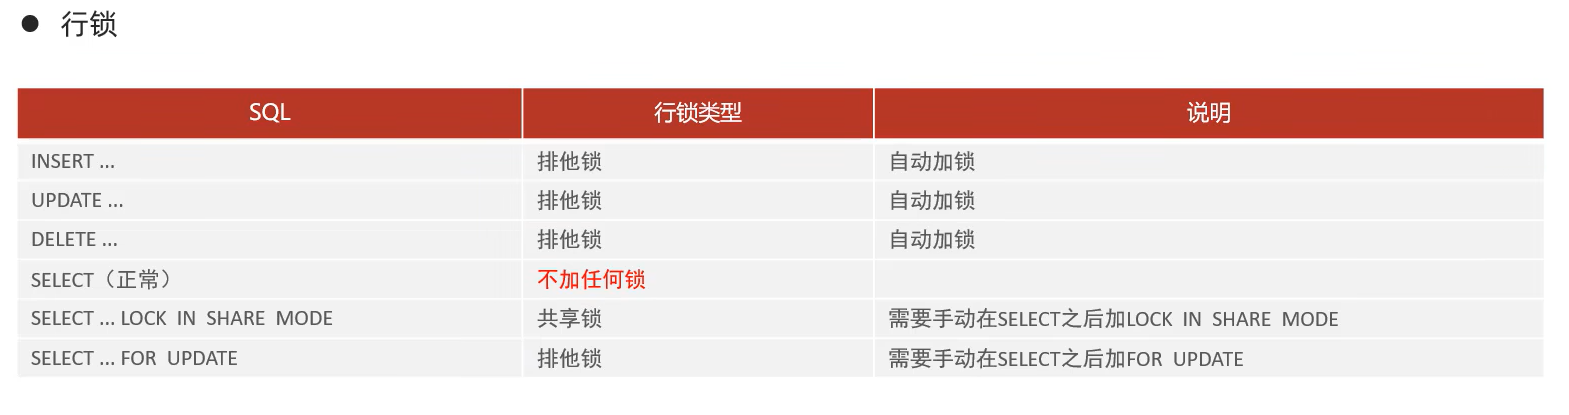 ● 行锁
SQL 行锁类型 说明
INSERT ... 排他锁 自动加锁
UPDATE ... 排他锁 自动加锁
DELETE ... 排他锁 自动加锁
SELECT（正常） 不加任何锁
SELECT ... LOCK IN SHARE MODE 共享锁 需要手动在SELECT之后加LOCK IN SHARE MODE
SELECT ... FOR UPDATE 排他锁 需要手动在SELECT之后加FOR UPDATE